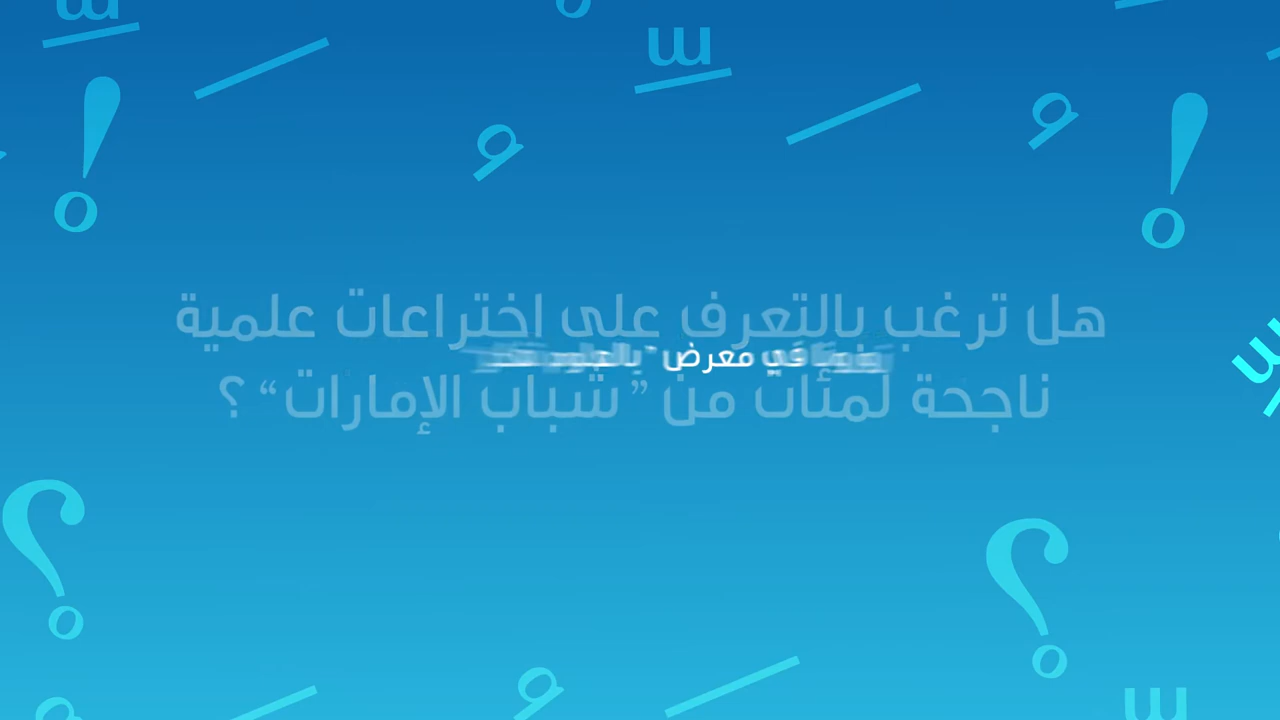 هل ترغب بالتعرف على اختراعات علمية
في معرض "
ناجحة لمئات من " شباب الإمارات " ؟